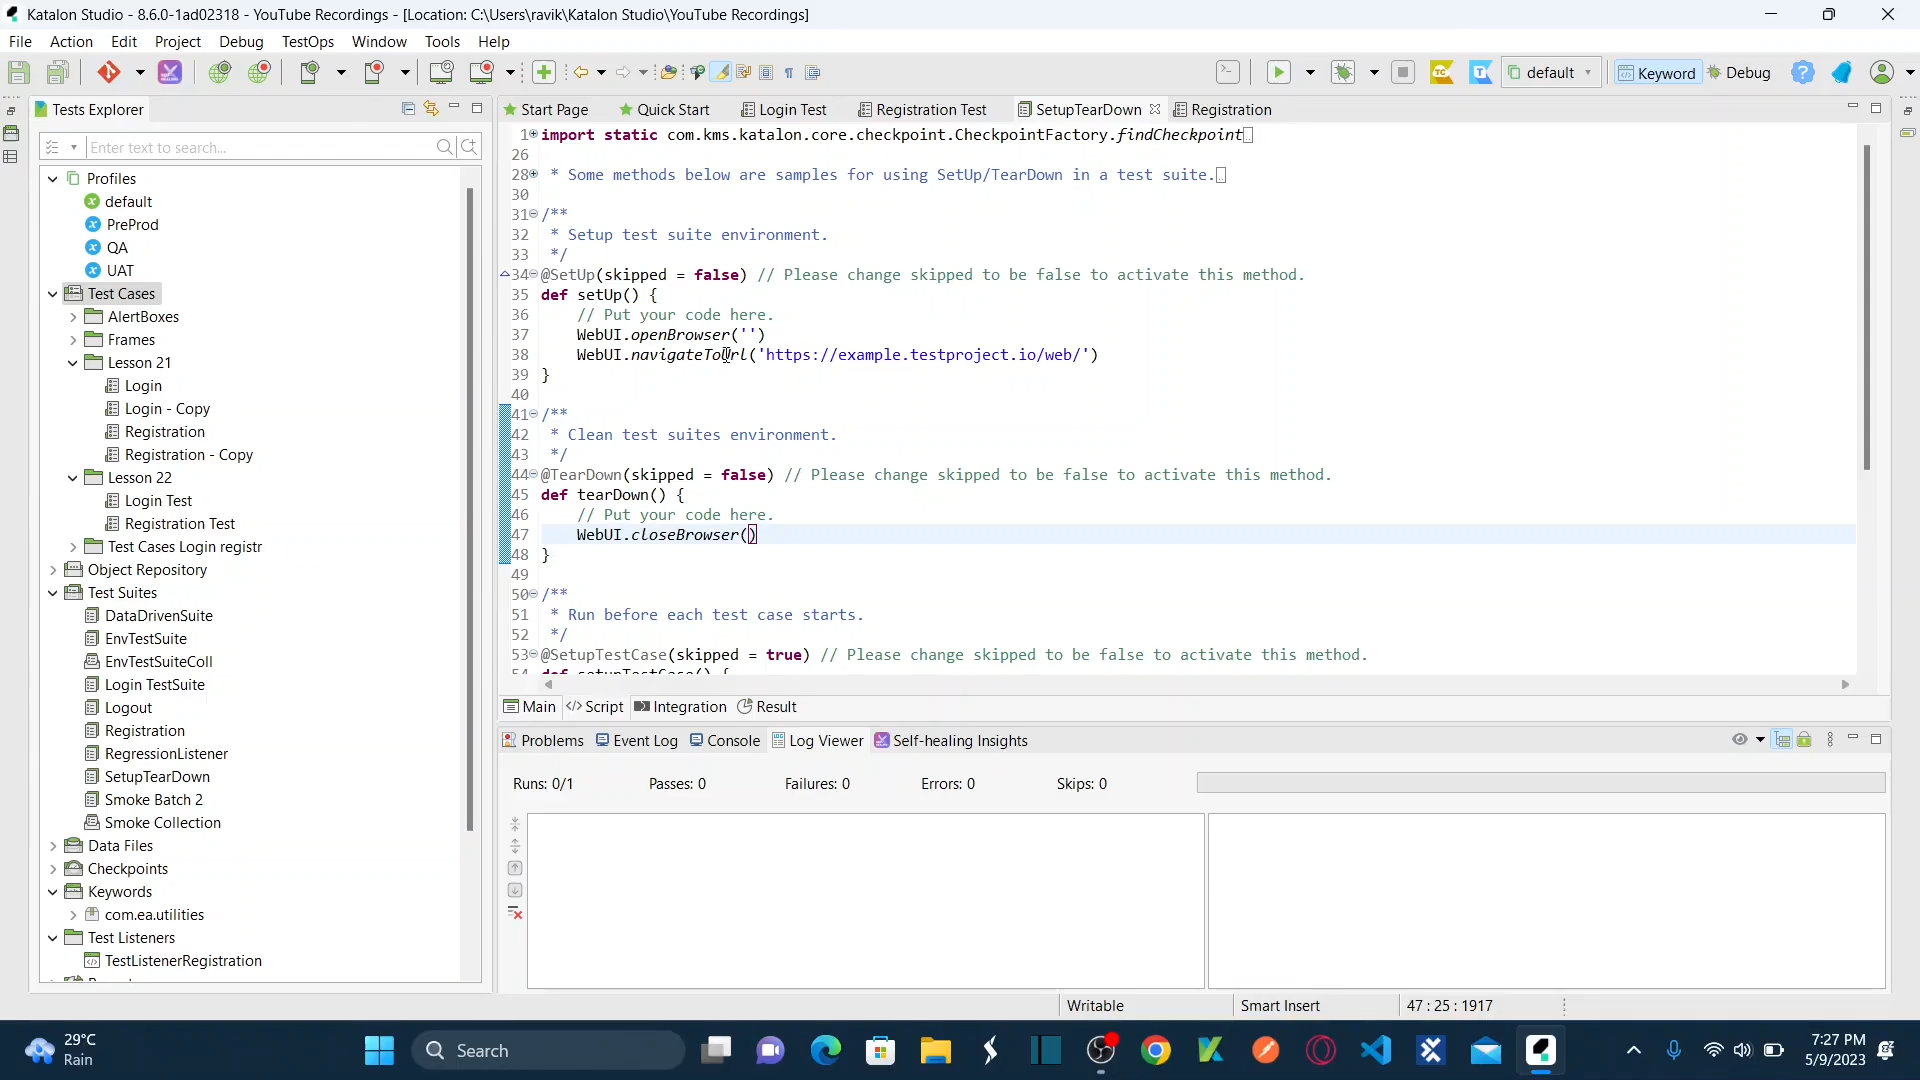 Katalon Studio - 8.6.0-1ad02318 - YouTube Recordings - [Location: C:\Users\ravik\Katalon Studio\YouTube Recordings]
File Action Edit Project Debug TestOps Window Tools Help
default Keyword Debug
Tests Explorer
Enter text to search...
Profiles
default
PreProd
QA
UAT
Test Cases
AlertBoxes
Frames
Lesson 21
Login
Login - Copy
Registration
Registration - Copy
Lesson 22
Login Test
Registration Test
Test Cases Login registr
Object Repository
Test Suites
DataDrivenSuite
EnvTestSuite
EnvTestSuiteColl
Login TestSuite
Logout
Registration
RegressionListener
SetupTearDown
Smoke Batch 2
Smoke Collection
Data Files
Checkpoints
Keywords
com.ea.utilities
Test Listeners
TestListenerRegistration
Start Page Quick Start Login Test Registration Test SetupTearDown Registration
1 import static com.kms.katalon.core.checkpoint.CheckpointFactory.findCheckpoint
26
28 * Some methods below are samples for using SetUp/TearDown in a test suite.
30
31 /**
32 * Setup test suite environment.
33 */
34 @SetUp(skipped = false) // Please change skipped to be false to activate this method.
35 def setUp() {
36 // Put your code here.
37 WebUI.openBrowser('')
38 WebUI.navigateToUrl('https://example.testproject.io/web/')
39 }
40
41 /**
42 * Clean test suites environment.
43 */
44 @TearDown(skipped = false) // Please change skipped to be false to activate this method.
45 def tearDown() {
46 // Put your code here.
47 WebUI.closeBrowser()
48 }
49
50 /**
51 * Run before each test case starts.
52 */
53 @SetupTestCase(skipped = true) // Please change skipped to be false to activate this method.
54 def setupTestCase() {
Main Script Integration Result
Problems Event Log Console Log Viewer Self-healing Insights
Runs: 0/1 Passes: 0 Failures: 0 Errors: 0 Skips: 0
Writable Smart Insert 47 : 25 : 1917
29°C
Rain
Search
7:27 PM
5/9/2023